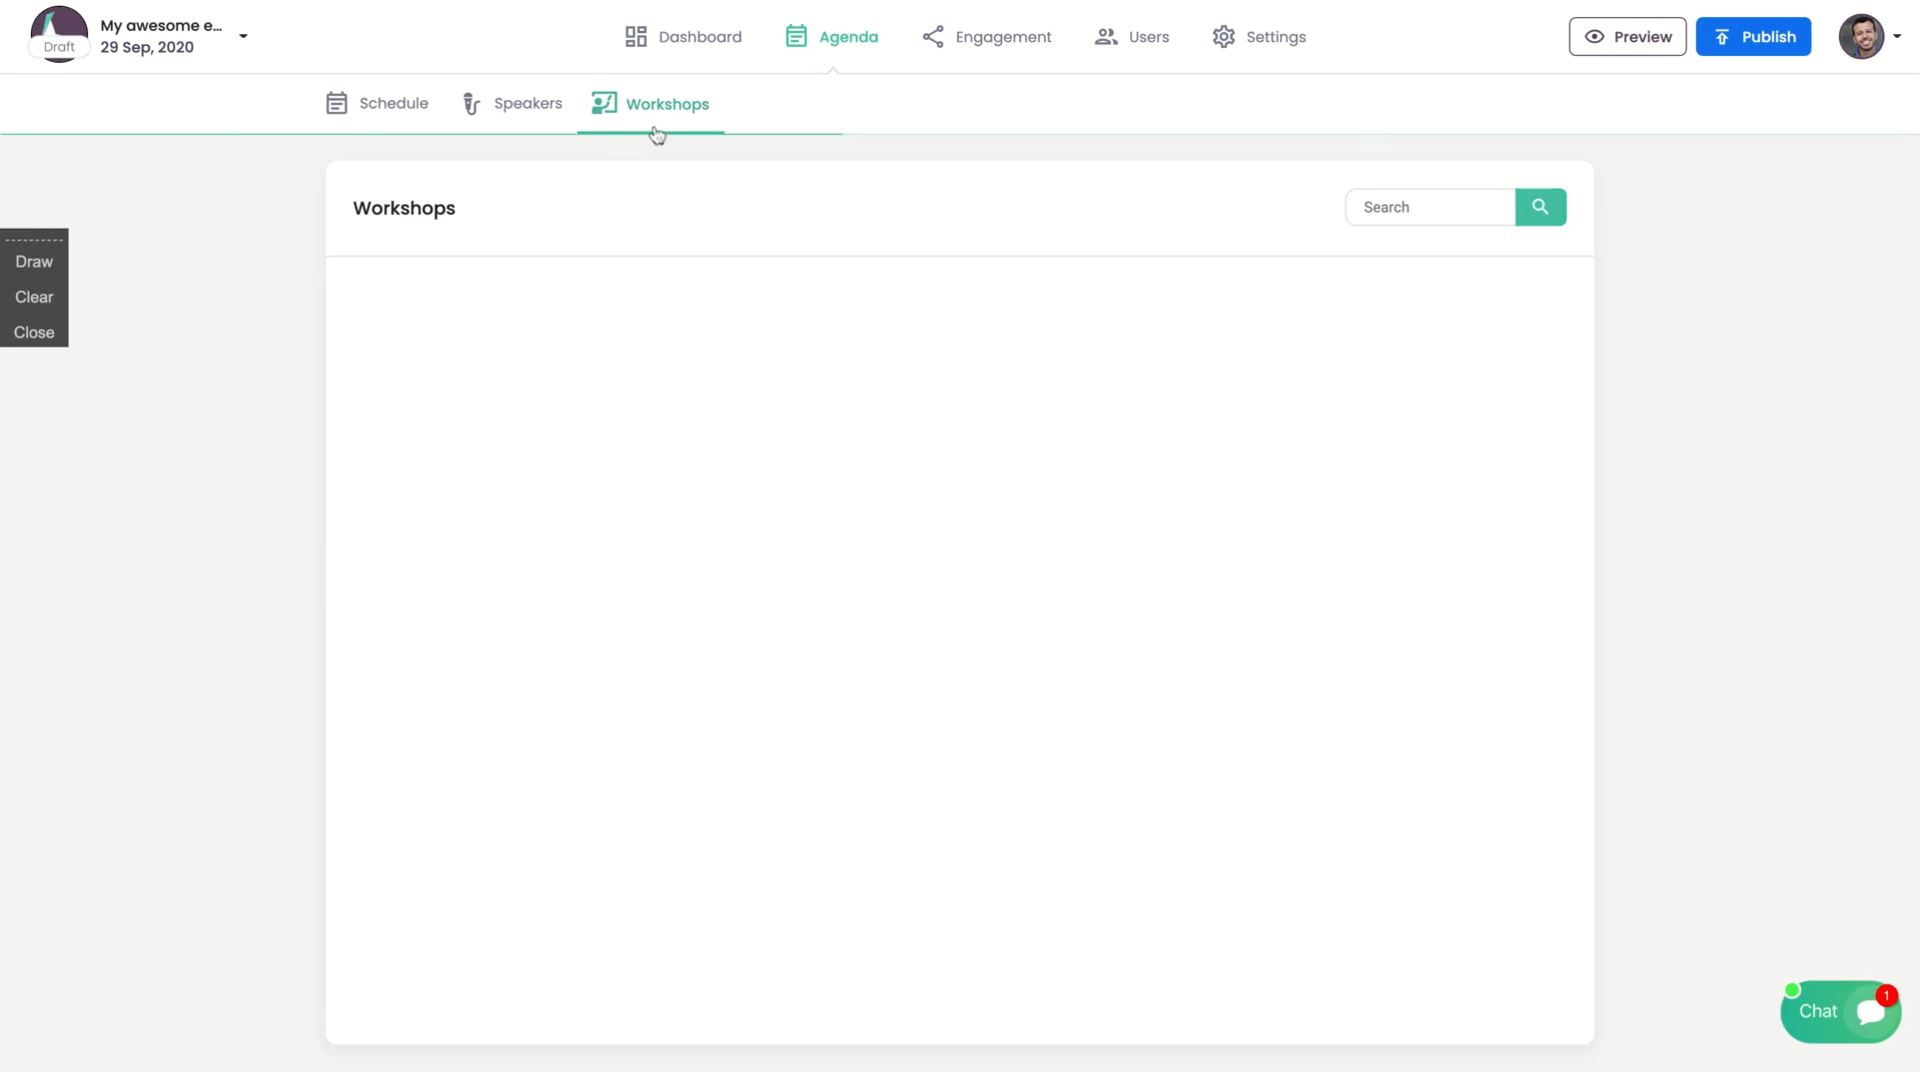 My awesome e...
29 Sep, 2020
Draft
Dashboard
Agenda
Engagement
Users
Settings
Preview
Publish
Schedule
Speakers
Workshops
Workshops
Search
Draw
Clear
Close
Chat
1